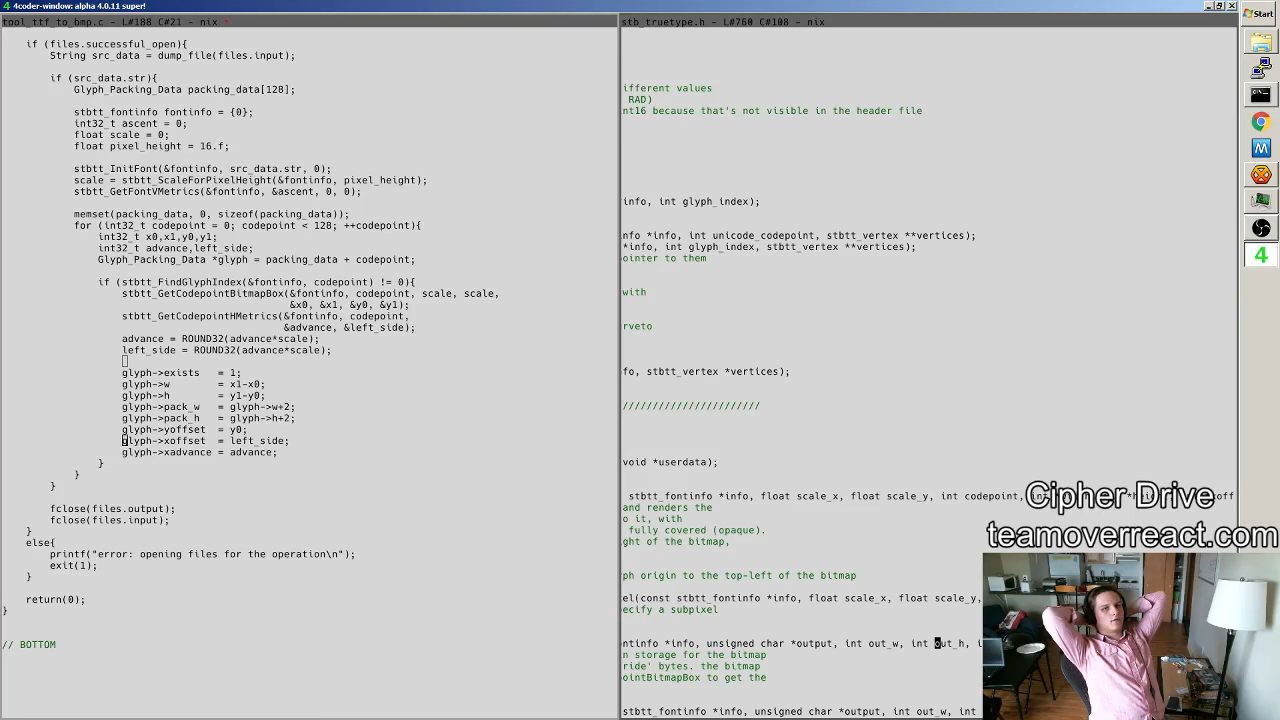 4coder-window: alpha 4.0.11 super!
tool_ttf_to_bmp.c - L#188 C#21 - nix *
if (files.successful_open){
String src_data = dump_file(files.input);
if (src_data.str){
Glyph_Packing_Data packing_data[128];
stbtt_fontinfo fontinfo = {0};
int32_t ascent = 0;
float scale = 0;
float pixel_height = 16.f;
stbtt_InitFont(&fontinfo, src_data.str, 0);
scale = stbtt_ScaleForPixelHeight(&fontinfo, pixel_height);
stbtt_GetFontVMetrics(&fontinfo, &ascent, 0, 0);
memset(packing_data, 0, sizeof(packing_data));
for (int32_t codepoint = 0; codepoint < 128; ++codepoint){
int32_t x0,x1,y0,y1;
int32_t advance,left_side;
Glyph_Packing_Data *glyph = packing_data + codepoint;
if (stbtt_FindGlyphIndex(&fontinfo, codepoint) != 0){
stbtt_GetCodepointBitmapBox(&fontinfo, codepoint, scale, scale,
&x0, &x1, &y0, &y1);
stbtt_GetCodepointHMetrics(&fontinfo, codepoint,
&advance, &left_side);
advance = ROUND32(advance*scale);
left_side = ROUND32(advance*scale);
glyph->exists = 1;
glyph->w = x1-x0;
glyph->h = y1-y0;
glyph->pack_w = glyph->w+2;
glyph->pack_h = glyph->h+2;
glyph->yoffset = y0;
glyph->xoffset = left_side;
glyph->xadvance = advance;
}
}
}
fclose(files.output);
fclose(files.input);
}
else{
printf("error: opening files for the operation\n");
exit(1);
}
return(0);
}
// BOTTOM
stb_truetype.h - L#760 C#108 - nix
ifferent values
RAD)
nt16 because that's not visible in the header file
info, int glyph_index);
nfo *info, int unicode_codepoint, stbtt_vertex **vertices);
*info, int glyph_index, stbtt_vertex **vertices);
pointer to them
with
rveto
fo, stbtt_vertex *vertices);
///////////////////////
void *userdata);
stbtt_fontinfo *info, float scale_x, float scale_y, int codepoint, in
off
and renders the
o it, with
fully covered (opaque).
ght of the bitmap,
ph origin to the top-left of the bitmap
el(const stbtt_fontinfo *info, float scale_x, float scale_y,
ecify a subpixel
ontinfo *info, unsigned char *output, int out_w, int out_h, i
n storage for the bitmap
ride' bytes. the bitmap
pointBitmapBox to get the
stbtt_fontinfo *info, unsigned char *output, int out_w, int
Start
Cipher Drive
teamoverreact.com